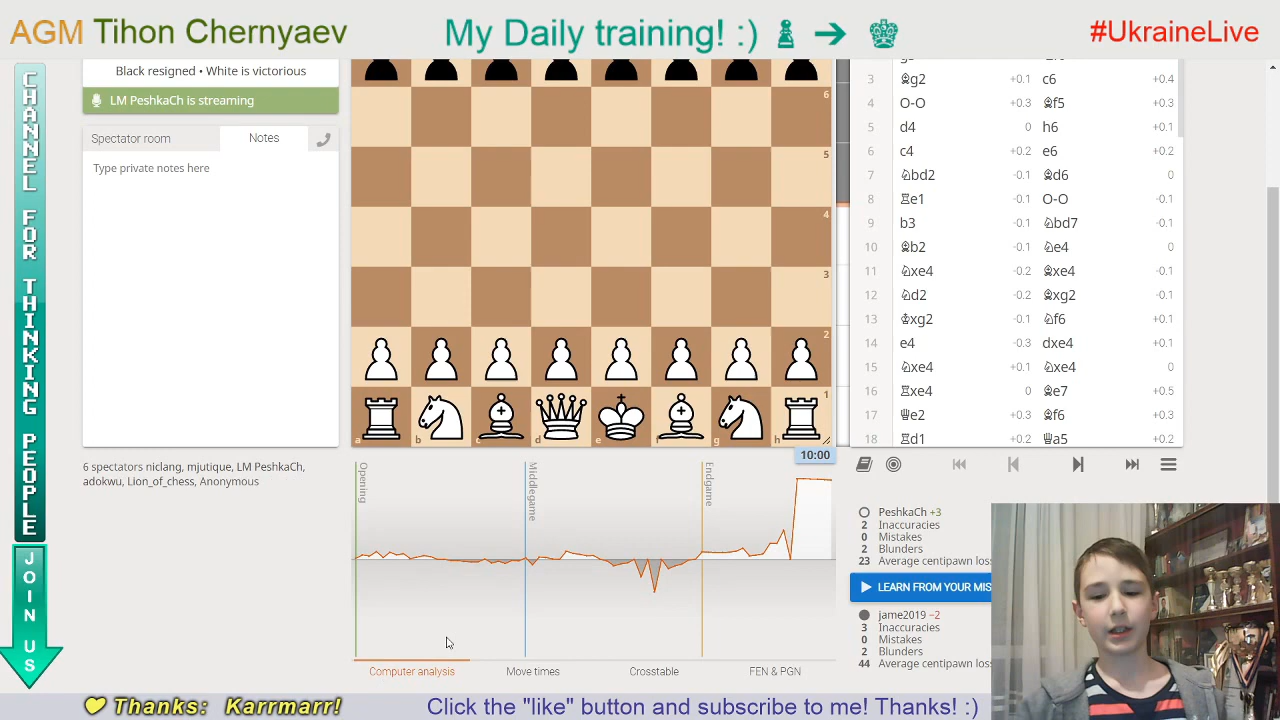 AGM Tihon Chernyaev
My Daily training! :)
#UkraineLive
CHANNEL FOR THINKING PEOPLE
JOIN US
Black resigned • White is victorious
LM PeshkaCh is streaming
Spectator room Notes
Type private notes here
6 spectators niclang, mjutique, LM PeshkaCh,
adokwu, Lion_of_chess, Anonymous
6
5
4
3
2
1
a b c d e f g h
10:00
Opening
Middlegame
Endgame
Computer analysis Move times Crosstable FEN & PGN
3 ♗g2 +0.1 c6 +0.4
4 O-O +0.3 ♗f5 +0.3
5 d4 0 h6 +0.1
6 c4 +0.2 e6 +0.2
7 ♘bd2 -0.1 ♗d6 0
8 ♖e1 -0.1 O-O -0.1
9 b3 -0.1 ♘bd7 -0.1
10 ♗b2 -0.1 ♘e4 0
11 ♘xe4 -0.2 ♗xe4 -0.1
12 ♘d2 -0.2 ♗xg2 -0.1
13 ♔xg2 -0.1 ♘f6 +0.1
14 e4 -0.3 dxe4 +0.1
15 ♘xe4 +0.1 ♘xe4 0
16 ♖xe4 0 ♗e7 +0.5
17 ♕e2 +0.3 ♗f6 +0.3
18 ♖d1 +0.2 ♕a5 +0.2
PeshkaCh +3
2 Inaccuracies
0 Mistakes
2 Blunders
23 Average centipawn loss
LEARN FROM YOUR MIS
jame2019 −2
3 Inaccuracies
0 Mistakes
2 Blunders
44 Average centipawn loss
Thanks: Karrmarr!
Click the "like" button and subscribe to me! Thanks! :)